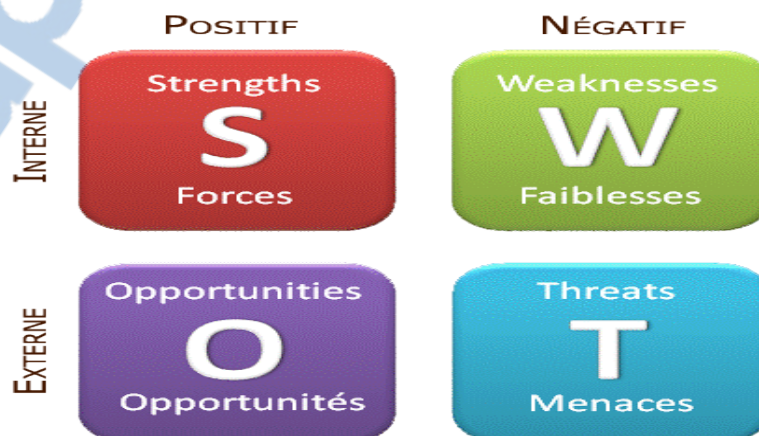 POSITIF
NÉGATIF
INTERNE
Strengths
S
Forces
Weaknesses
W
Faiblesses
EXTERNE
Opportunities
O
Opportunités
Threats
T
Menaces